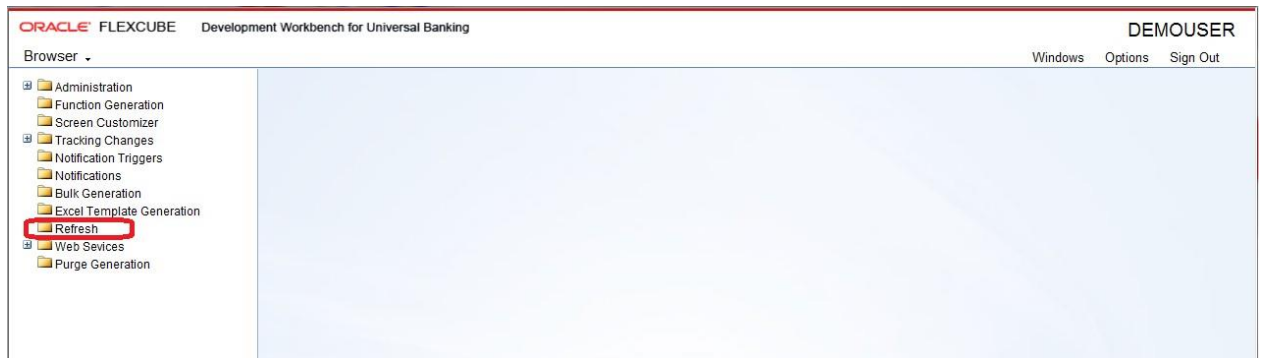 ORACLE FLEXCUBE Development Workbench for Universal Banking DEMOUSER
Browser Windows Options Sign Out
Administration
Function Generation
Screen Customizer
Tracking Changes
Notification Triggers
Notifications
Bulk Generation
Excel Template Generation
Refresh
Web Sevices
Purge Generation